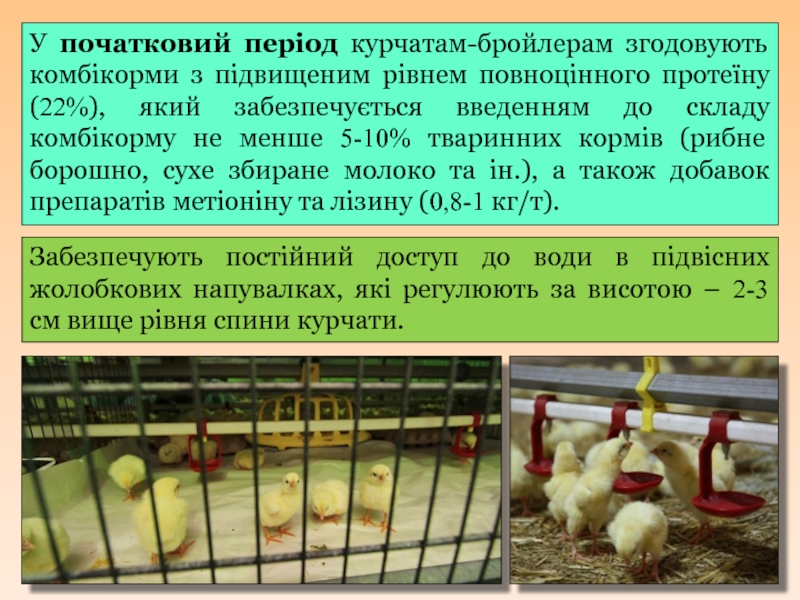 У початковий період курчатам-бройлерам згодовують
комбікорми з підвищеним рівнем повноцінного протеїну
(22%), який забезпечується введенням до складу
комбікорму не менше 5-10% тваринних кормів (рибне
борошно, сухе збиране молоко та ін.), а також добавок
препаратів метіоніну та лізину (0,8-1 кг/т).
Забезпечують постійний доступ до води в підвісних
жолобкових напувалках, які регулюють за висотою – 2-3
см вище рівня спини курчати.